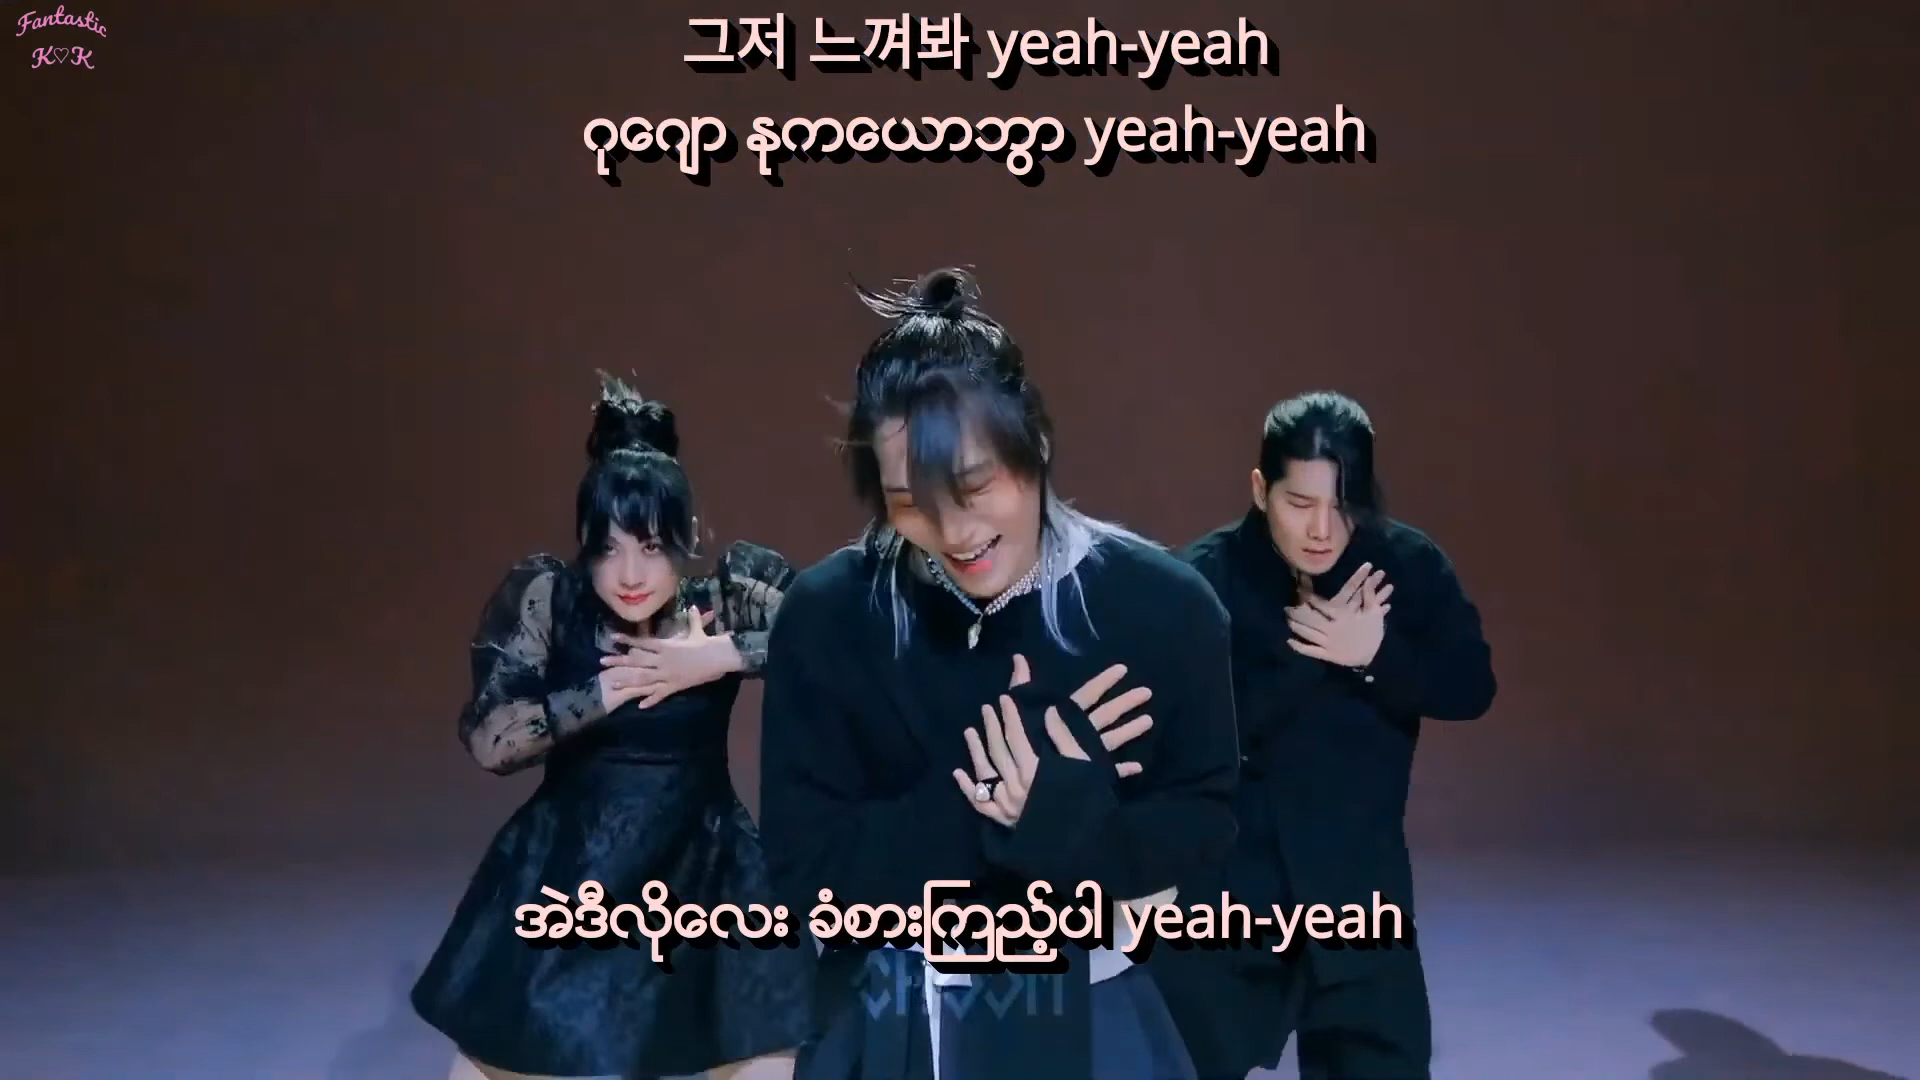 Fantastic
K♡K
그저 느껴봐 yeah-yeah
ဂုဂျော နုကယောဘွာ yeah-yeah
အဲဒီလိုလေး ခံစားကြည့်ပါ yeah-yeah
CHOOM